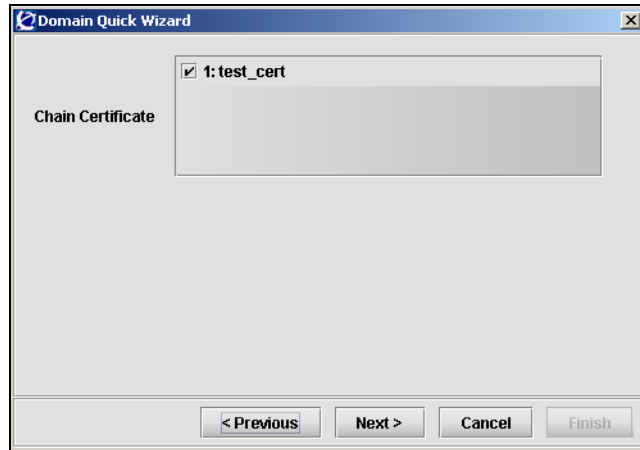 Domain Quick Wizard
1: test_cert
Chain Certificate
< Previous
Next >
Cancel
Finish